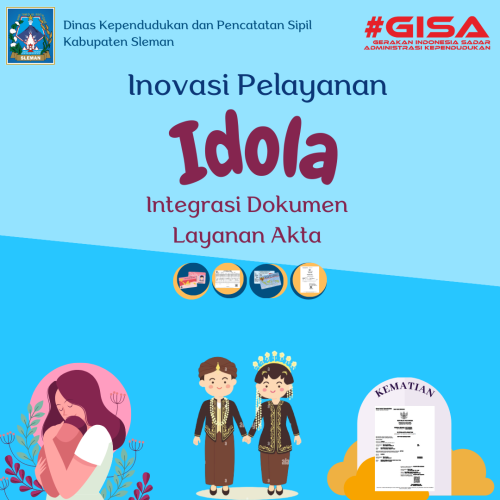 Dinas Kependudukan dan Pencatatan Sipil
Kabupaten Sleman
SLEMAN
#GISA
GERAKAN INDONESIA SADAR
ADMINISTRASI KEPENDUDUKAN
Inovasi Pelayanan
Idola
Integrasi Dokumen
Layanan Akta
KEMATIAN